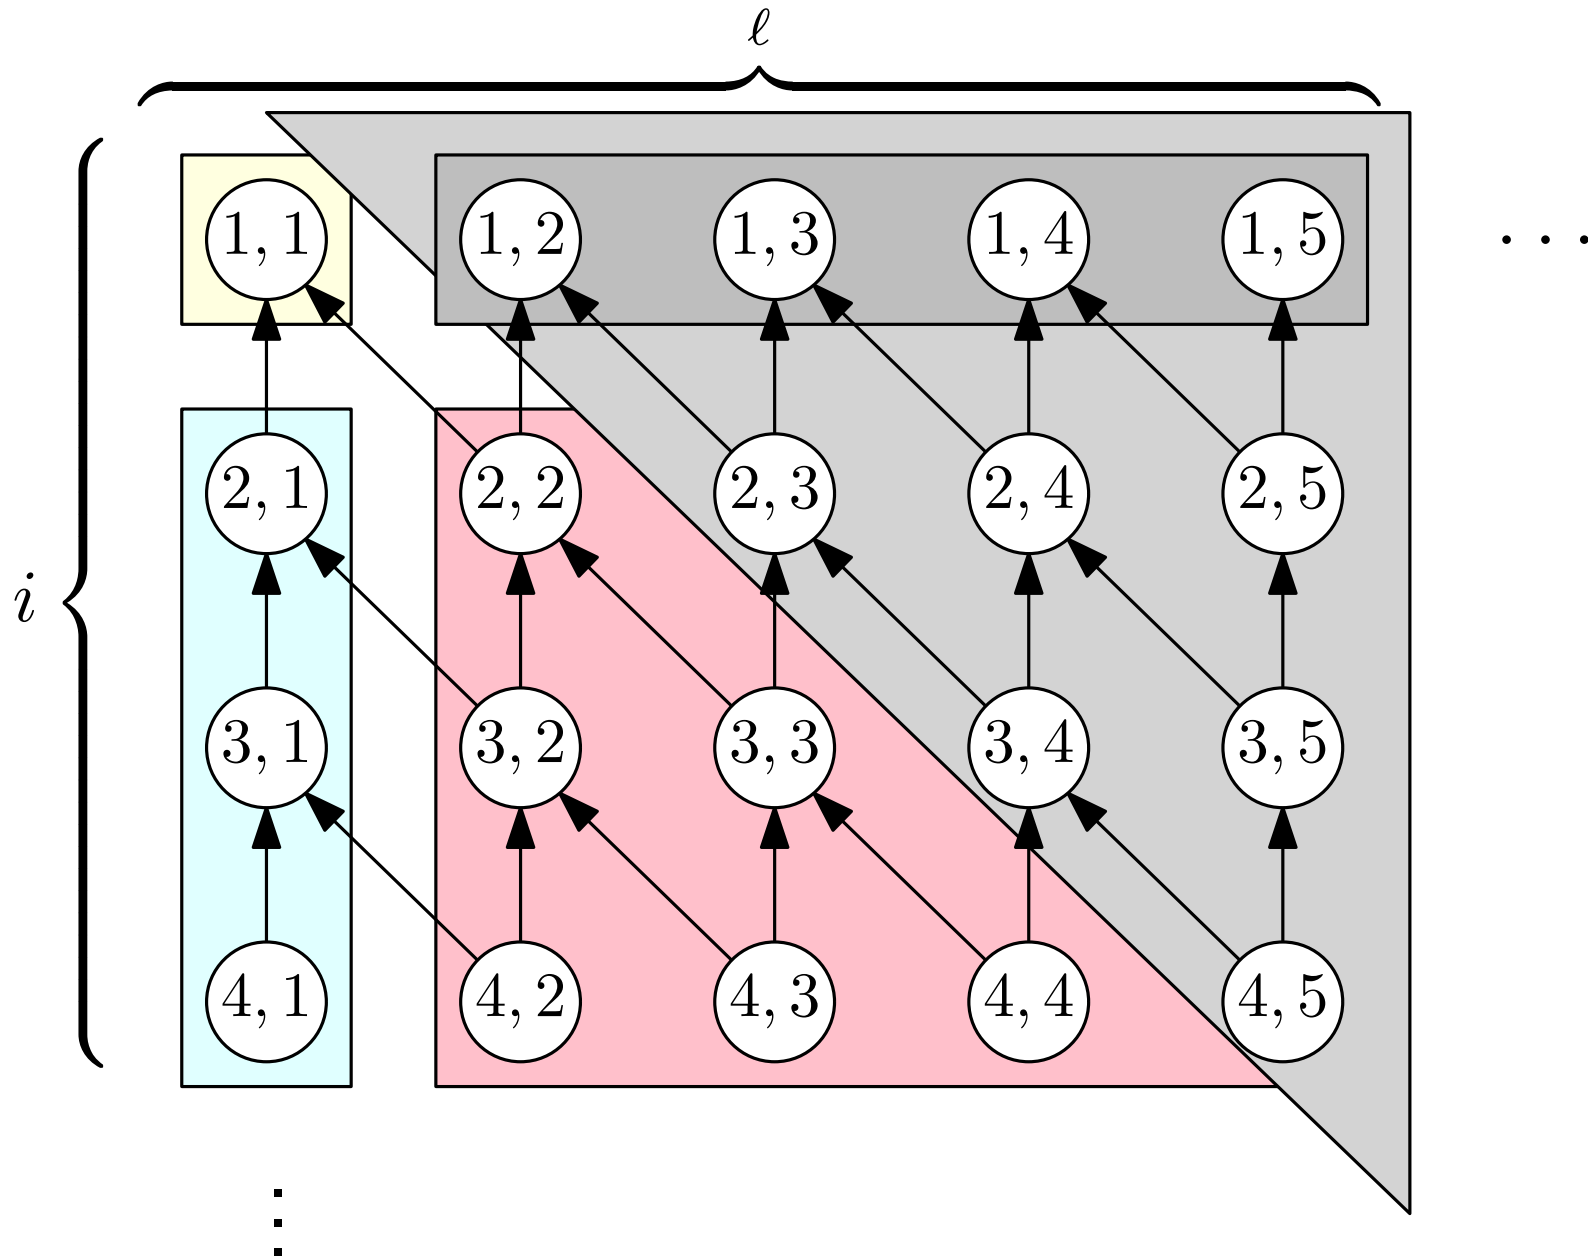 ℓ
1, 1 1, 2 1, 3 1, 4 1, 5 ···
2, 1 2, 2 2, 3 2, 4 2, 5
i
3, 1 3, 2 3, 3 3, 4 3, 5
4, 1 4, 2 4, 3 4, 4 4, 5
⋮